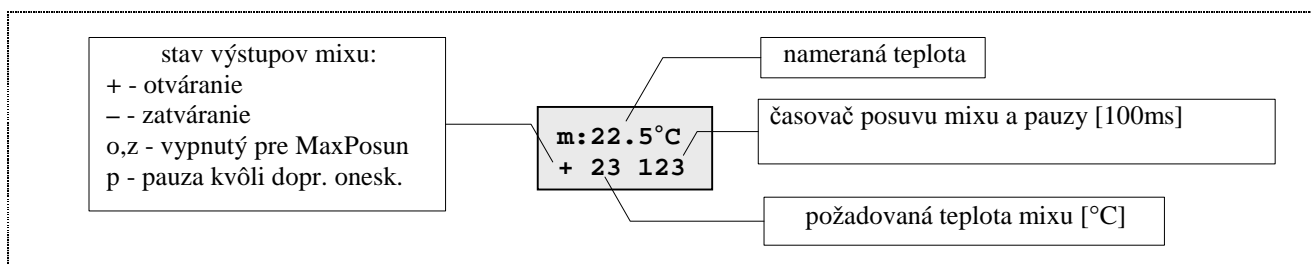 stav výstupov mixu:
+ - otváranie
– - zatváranie
o,z - vypnutý pre MaxPosun
p - pauza kvôli dopr. onesk.
nameraná teplota
m:22.5°C
+ 23 123
časovač posuvu mixu a pauzy [100ms]
požadovaná teplota mixu [°C]